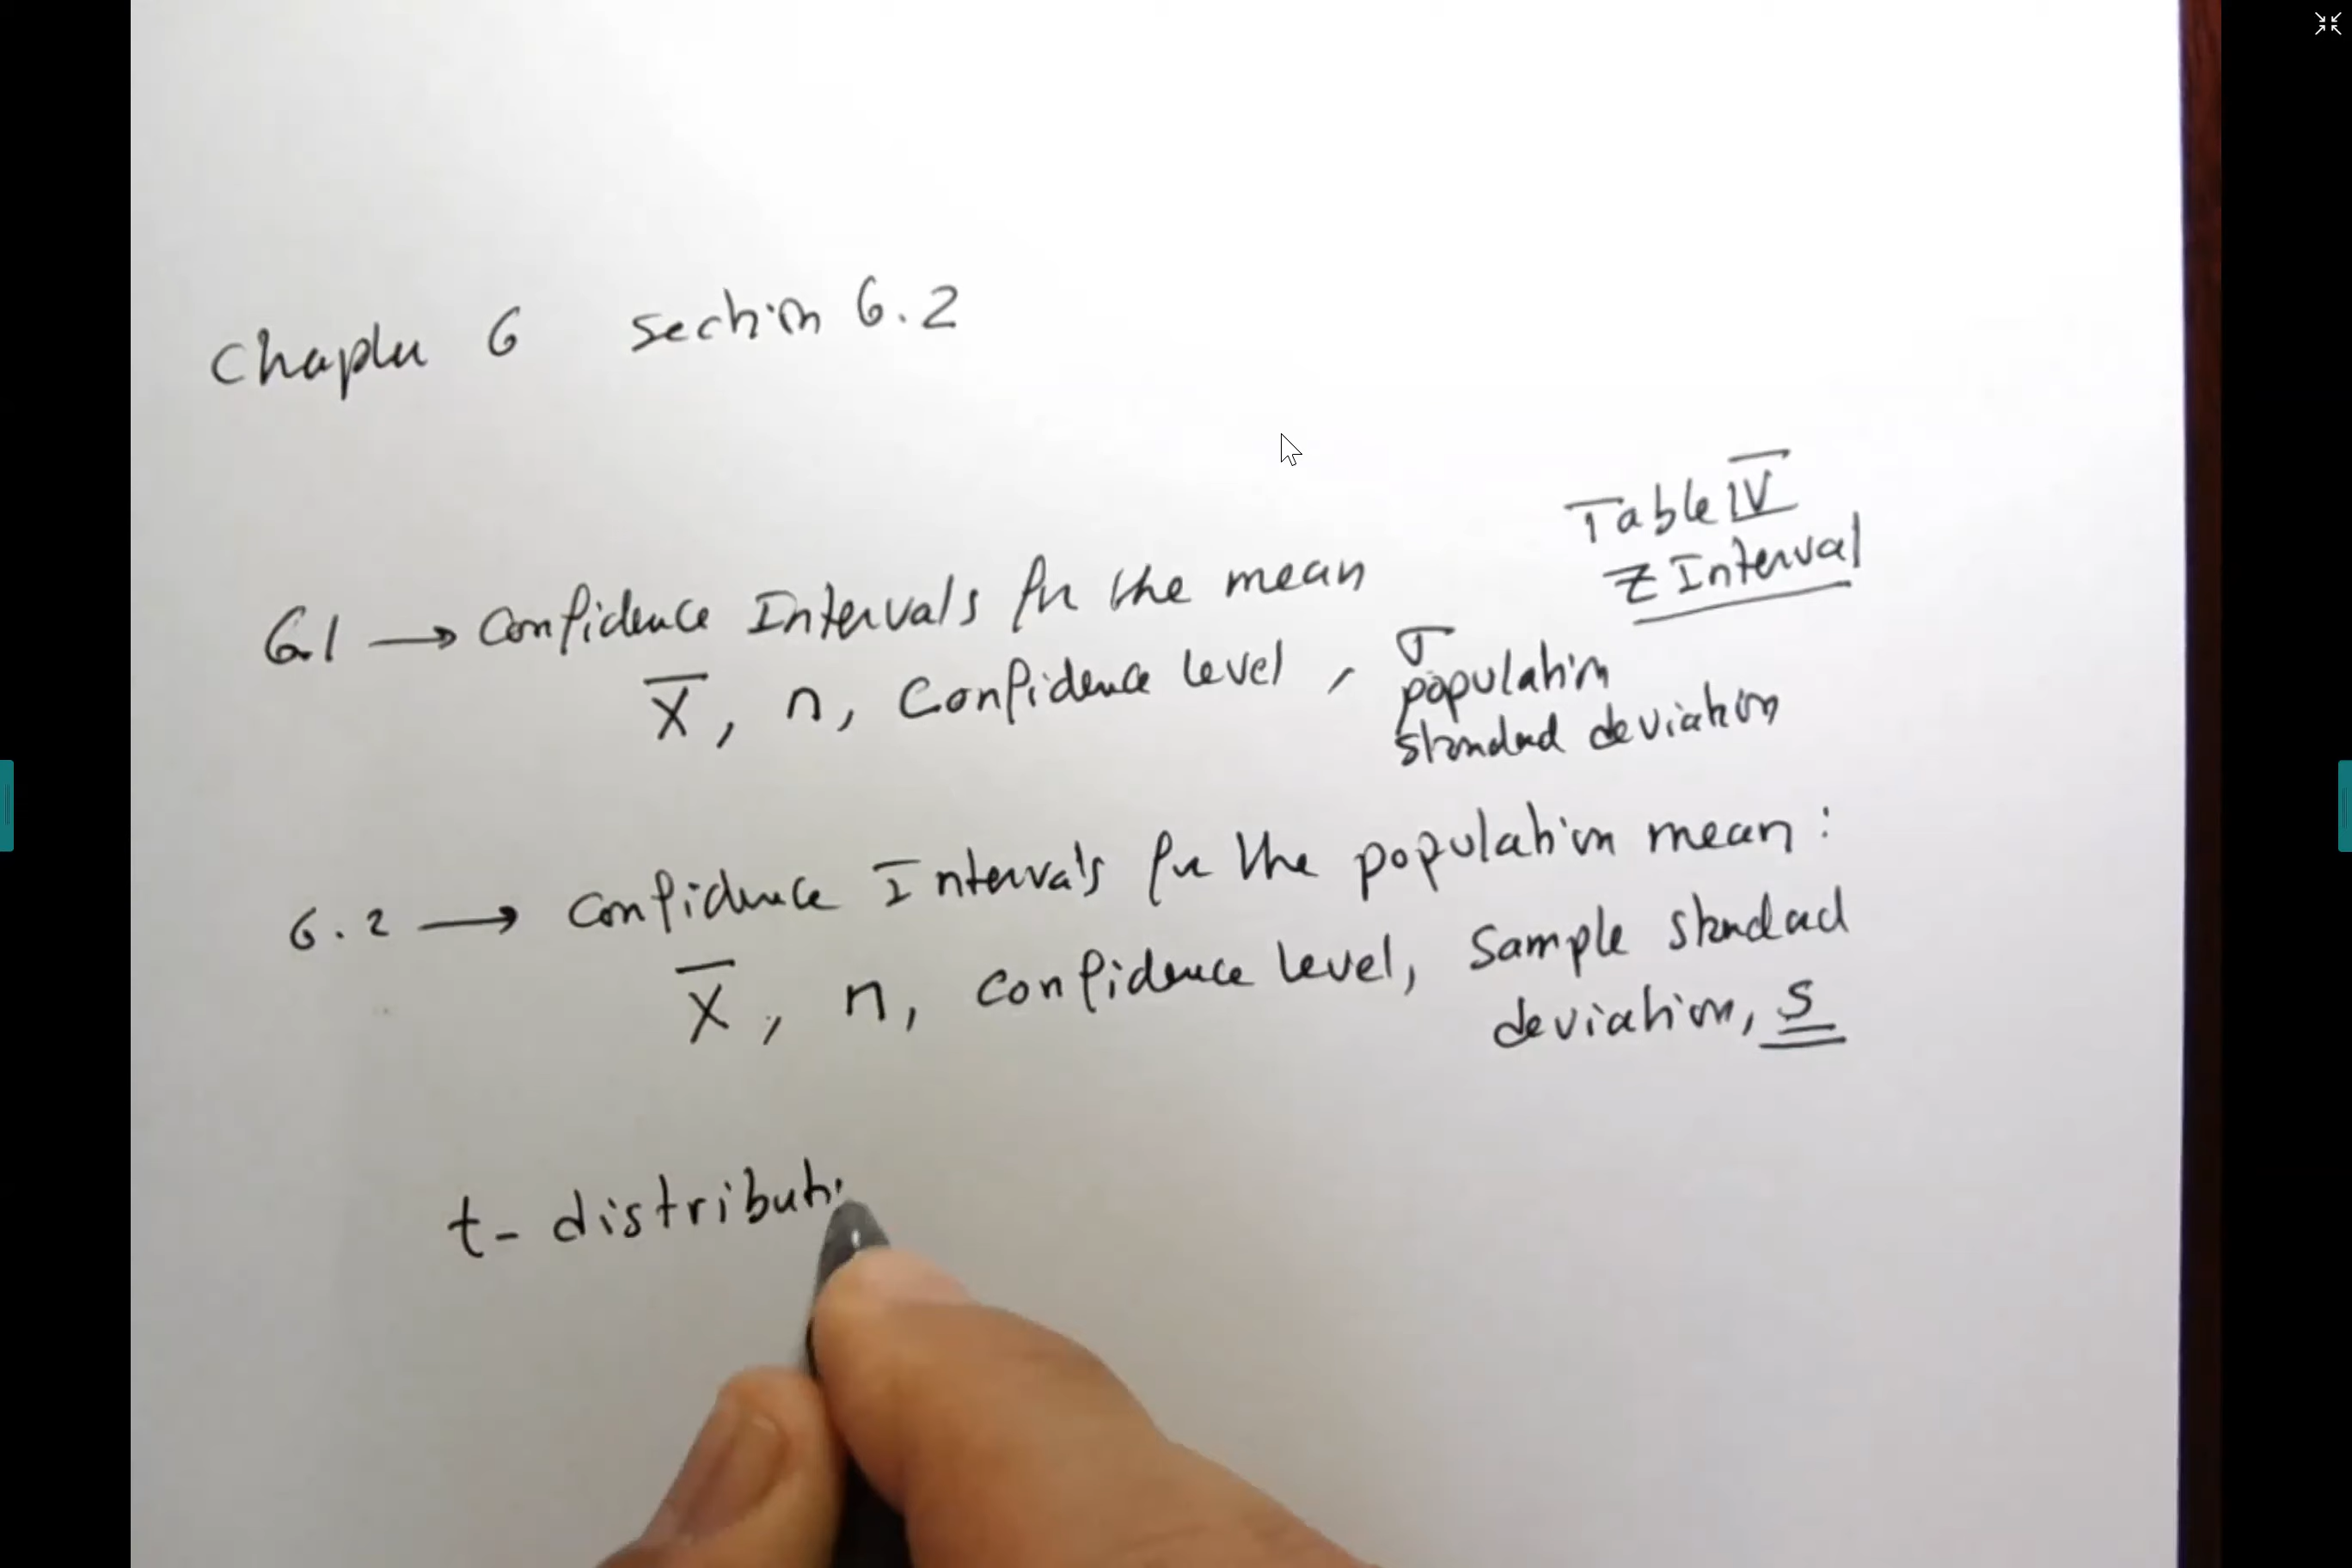 Chapter 6 section 6.2
Table IV
Z Interval
6.1 → Confidence Intervals for the mean
X̅, n, Confidence level, σ
population
standard deviation
6.2 → Confidence Intervals for the population mean:
X̅, n, confidence level, Sample standard
deviation, s
t- distributi